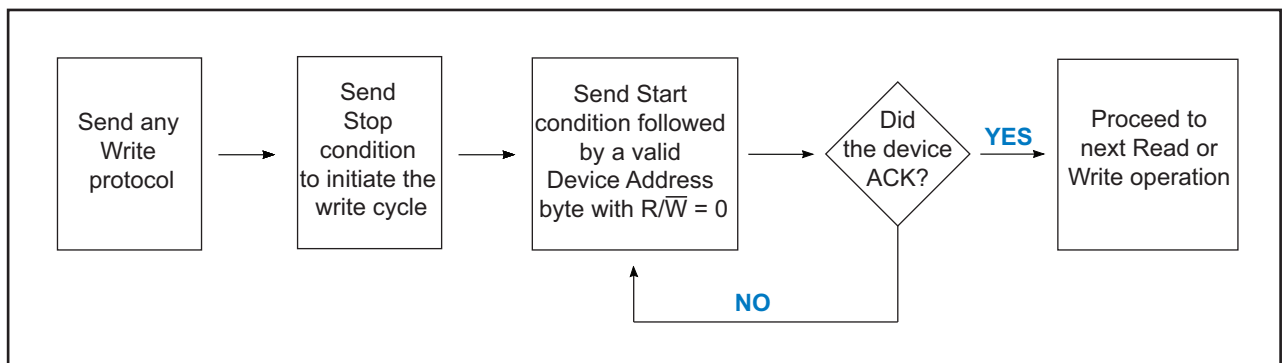 Send any
Write
protocol
Send
Stop
condition
to initiate the
write cycle
Send Start
condition followed
by a valid
Device Address
byte with R/W̅ = 0
Did
the device
ACK?
YES
NO
Proceed to
next Read or
Write operation